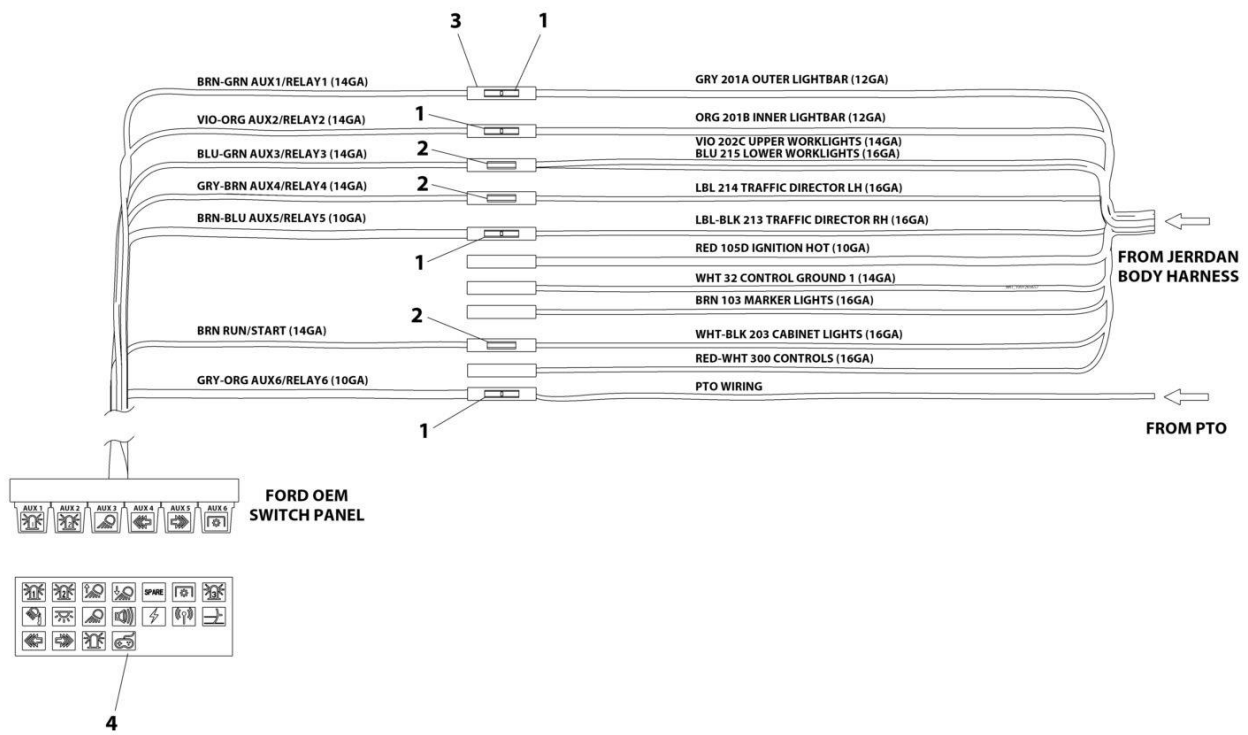 3 1
BRN-GRN AUX1/RELAY1 (14GA)
GRY 201A OUTER LIGHTBAR (12GA)
VIO-ORG AUX2/RELAY2 (14GA)
1
ORG 201B INNER LIGHTBAR (12GA)
VIO 202C UPPER WORKLIGHTS (14GA)
BLU-GRN AUX3/RELAY3 (14GA)
2
BLU 215 LOWER WORKLIGHTS (16GA)
GRY-BRN AUX4/RELAY4 (14GA)
2
LBL 214 TRAFFIC DIRECTOR LH (16GA)
BRN-BLU AUX5/RELAY5 (10GA)
1
LBL-BLK 213 TRAFFIC DIRECTOR RH (16GA)
RED 105D IGNITION HOT (10GA)
FROM JERRDAN
BODY HARNESS
WHT 32 CONTROL GROUND 1 (14GA)
BRN 103 MARKER LIGHTS (16GA)
BRN RUN/START (14GA)
2
WHT-BLK 203 CABINET LIGHTS (16GA)
RED-WHT 300 CONTROLS (16GA)
GRY-ORG AUX6/RELAY6 (10GA)
1
PTO WIRING
FROM PTO
FORD OEM
SWITCH PANEL
AUX 1 AUX 2 AUX 3 AUX 4 AUX 5 AUX 6
1 2 SPARE 3
4